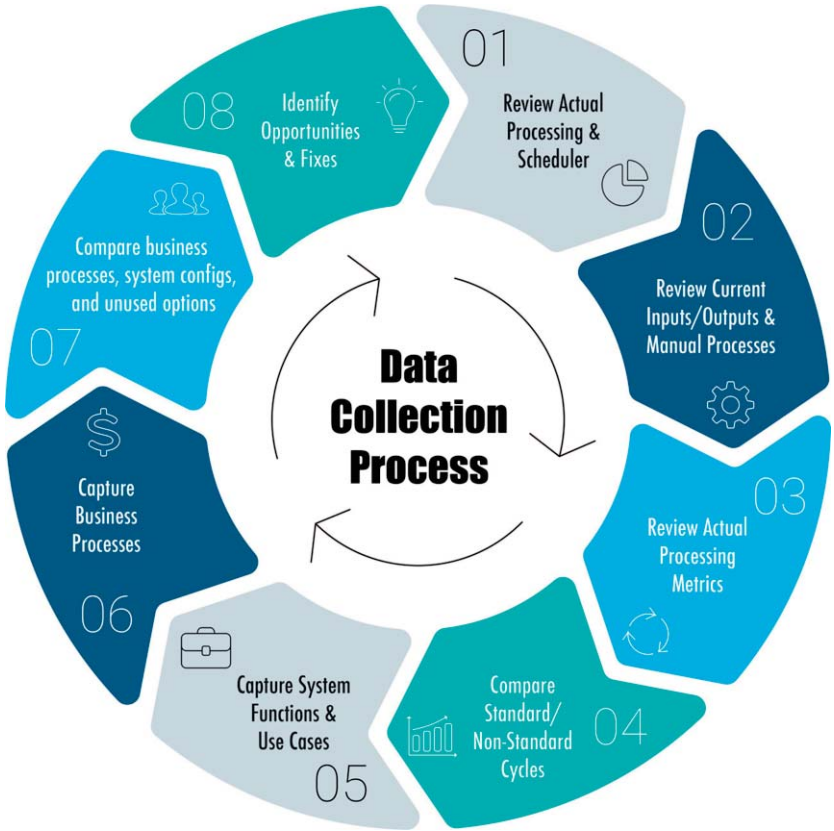 Data
Collection
Process
01
Review Actual
Processing &
Scheduler
02
Review Current
Inputs/Outputs &
Manual Processes
03
Review Actual
Processing
Metrics
04
Compare
Standard/
Non-Standard
Cycles
05
Capture System
Functions &
Use Cases
06
Capture
Business
Processes
07
Compare business
processes, system configs,
and unused options
08
Identify
Opportunities
& Fixes
$